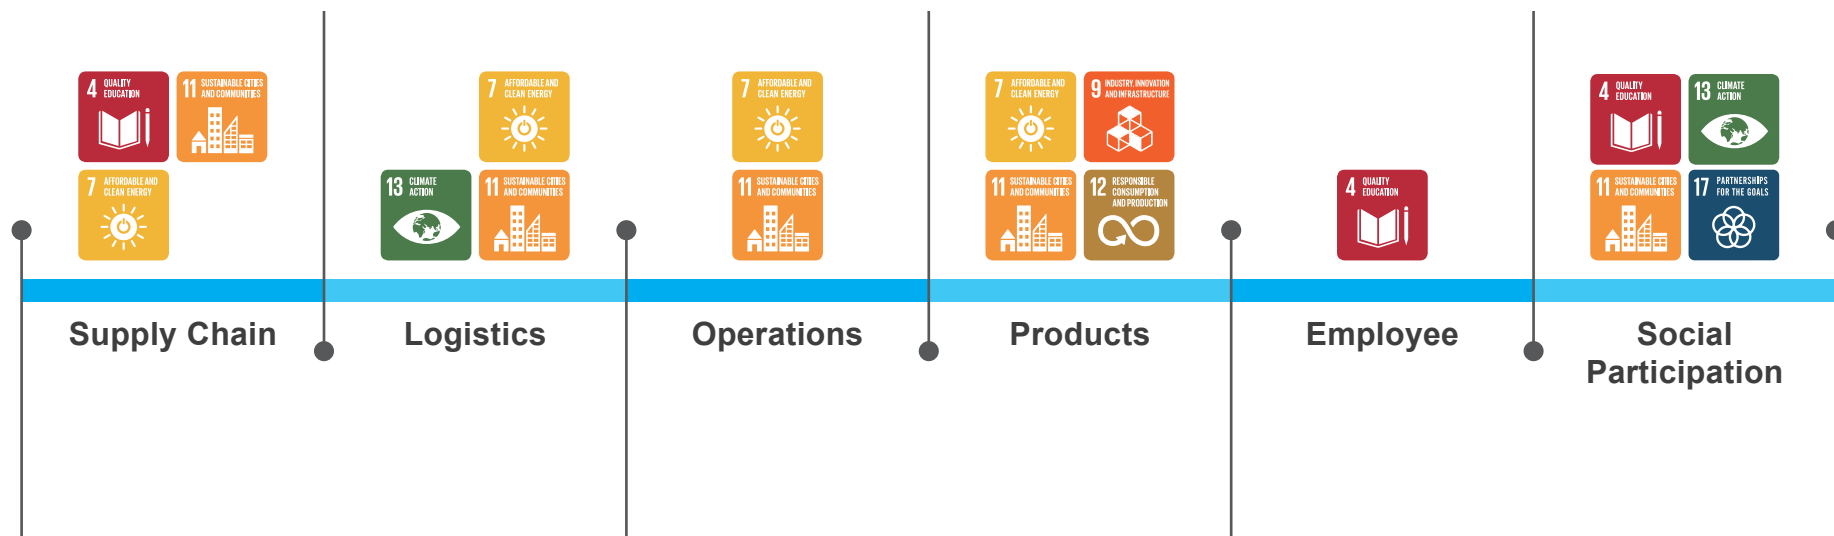 4 QUALITY
EDUCATION
11 SUSTAINABLE CITIES
AND COMMUNITIES
7 AFFORDABLE AND
CLEAN ENERGY
Supply Chain
7 AFFORDABLE AND
CLEAN ENERGY
13 CLIMATE
ACTION
11 SUSTAINABLE CITIES
AND COMMUNITIES
Logistics
7 AFFORDABLE AND
CLEAN ENERGY
11 SUSTAINABLE CITIES
AND COMMUNITIES
Operations
7 AFFORDABLE AND
CLEAN ENERGY
9 INDUSTRY, INNOVATION
AND INFRASTRUCTURE
11 SUSTAINABLE CITIES
AND COMMUNITIES
12 RESPONSIBLE
CONSUMPTION
AND PRODUCTION
Products
4 QUALITY
EDUCATION
Employee
4 QUALITY
EDUCATION
13 CLIMATE
ACTION
11 SUSTAINABLE CITIES
AND COMMUNITIES
17 PARTNERSHIPS
FOR THE GOALS
Social
Participation